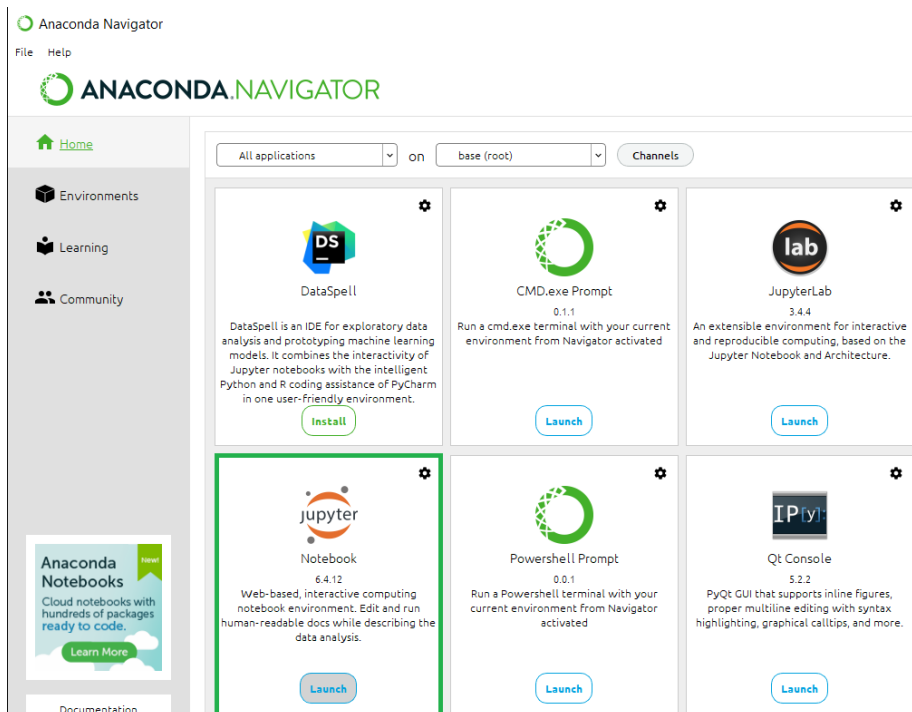 Anaconda Navigator
File Help
ANACONDA.NAVIGATOR
Home
Environments
Learning
Community
All applications on base (root) Channels
DS
DataSpell
DataSpell is an IDE for exploratory data
analysis and prototyping machine learning
models. It combines the interactivity of
Jupyter notebooks with the intelligent
Python and R coding assistance of PyCharm
in one user-friendly environment.
Install
CMD.exe Prompt
0.1.1
Run a cmd.exe terminal with your current
environment from Navigator activated
Launch
lab
JupyterLab
3.4.4
An extensible environment for interactive
and reproducible computing, based on the
Jupyter Notebook and Architecture.
Launch
jupyter
Notebook
6.4.12
Web-based, interactive computing
notebook environment. Edit and run
human-readable docs while describing the
data analysis.
Launch
Powershell Prompt
0.0.1
Run a Powershell terminal with your
current environment from Navigator
activated
Launch
IP[y]:
Qt Console
5.2.2
PyQt GUI that supports inline figures,
proper multiline editing with syntax
highlighting, graphical calltips, and more.
Launch
New!
Anaconda
Notebooks
Cloud notebooks with
hundreds of packages
ready to code.
Learn More
Documentation